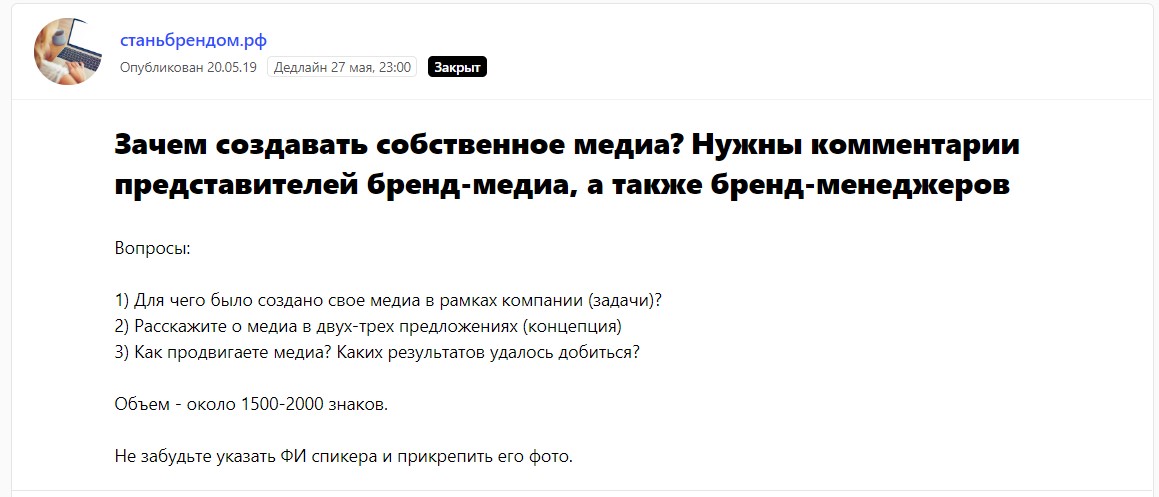 станьбрендом.рф
Опубликован 20.05.19 Дедлайн 27 мая, 23:00 Закрыт
Зачем создавать собственное медиа? Нужны комментарии
представителей бренд-медиа, а также бренд-менеджеров
Вопросы:
1) Для чего было создано свое медиа в рамках компании (задачи)?
2) Расскажите о медиа в двух-трех предложениях (концепция)
3) Как продвигаете медиа? Каких результатов удалось добиться?
Объем - около 1500-2000 знаков.
Не забудьте указать ФИ спикера и прикрепить его фото.